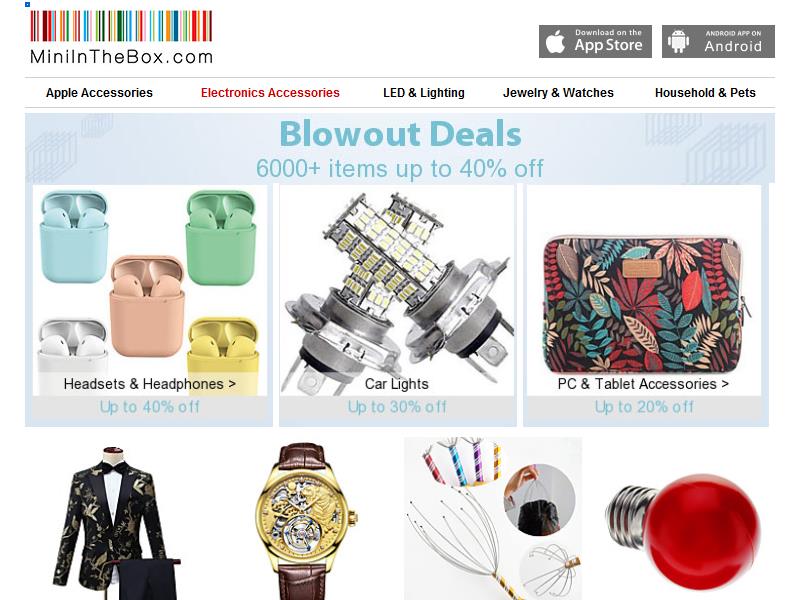 MiniInTheBox.com
Download on the
App Store
ANDROID APP ON
Android
Apple Accessories
Electronics Accessories
LED & Lighting
Jewelry & Watches
Household & Pets
Blowout Deals
6000+ items up to 40% off
Headsets & Headphones >
Car Lights
PC & Tablet Accessories >
Up to 40% off
Up to 30% off
Up to 20% off